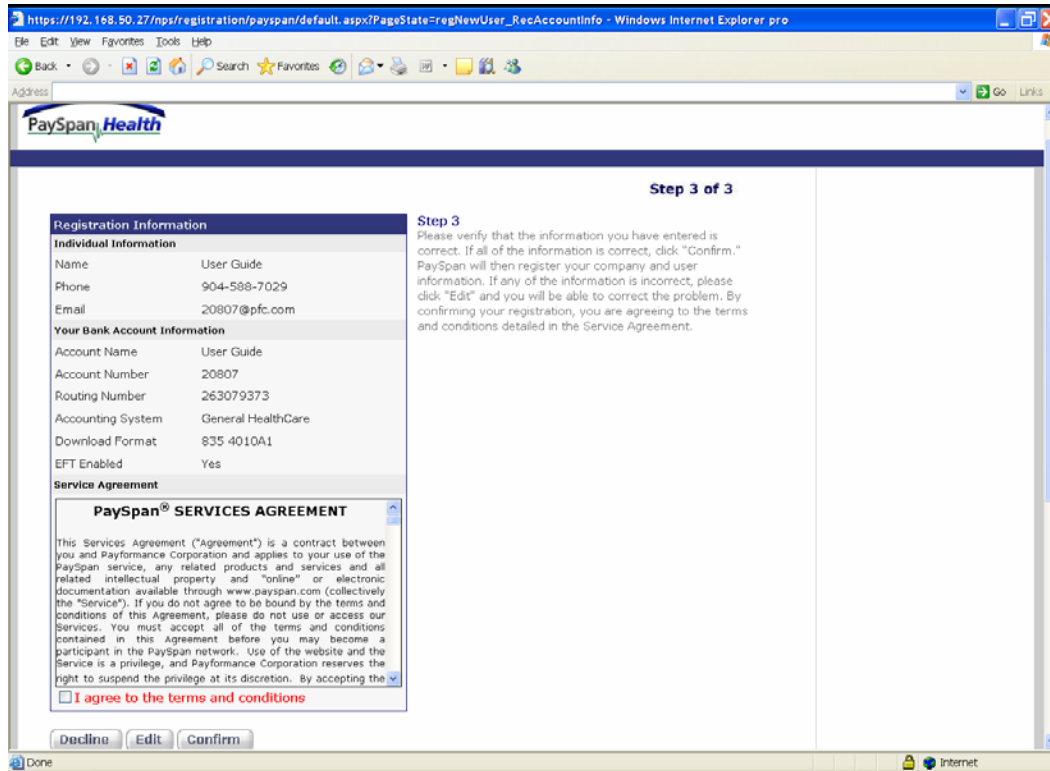 https://192.168.50.27/nps/registration/payspan/default.aspx?PageState=regNewUser_RecAccountInfo - Windows Internet Explorer pro
File Edit View Favorites Tools Help
Back Search Favorites
Address Go Links
PaySpan Health
Step 3 of 3
Registration Information
Individual Information
Name User Guide
Phone 904-588-7029
Email 20807@pfc.com
Your Bank Account Information
Account Name User Guide
Account Number 20807
Routing Number 263079373
Accounting System General HealthCare
Download Format 835 4010A1
EFT Enabled Yes
Service Agreement
PaySpan® SERVICES AGREEMENT
This Services Agreement ("Agreement") is a contract between
you and Payformance Corporation and applies to your use of the
PaySpan service, any related products and services and all
related intellectual property and "online" or electronic
documentation available through www.payspan.com (collectively
the "Service"). If you do not agree to be bound by the terms and
conditions of this Agreement, please do not use or access our
Services. You must accept all of the terms and conditions
contained in this Agreement before you may become a
participant in the PaySpan network. Use of the website and the
Service is a privilege, and Payformance Corporation reserves the
right to suspend the privilege at its discretion. By accepting the
I agree to the terms and conditions
Step 3
Please verify that the information you have entered is
correct. If all of the information is correct, click "Confirm."
PaySpan will then register your company and user
information. If any of the information is incorrect, please
click "Edit" and you will be able to correct the problem. By
confirming your registration, you are agreeing to the terms
and conditions detailed in the Service Agreement.
Decline Edit Confirm
Done Internet